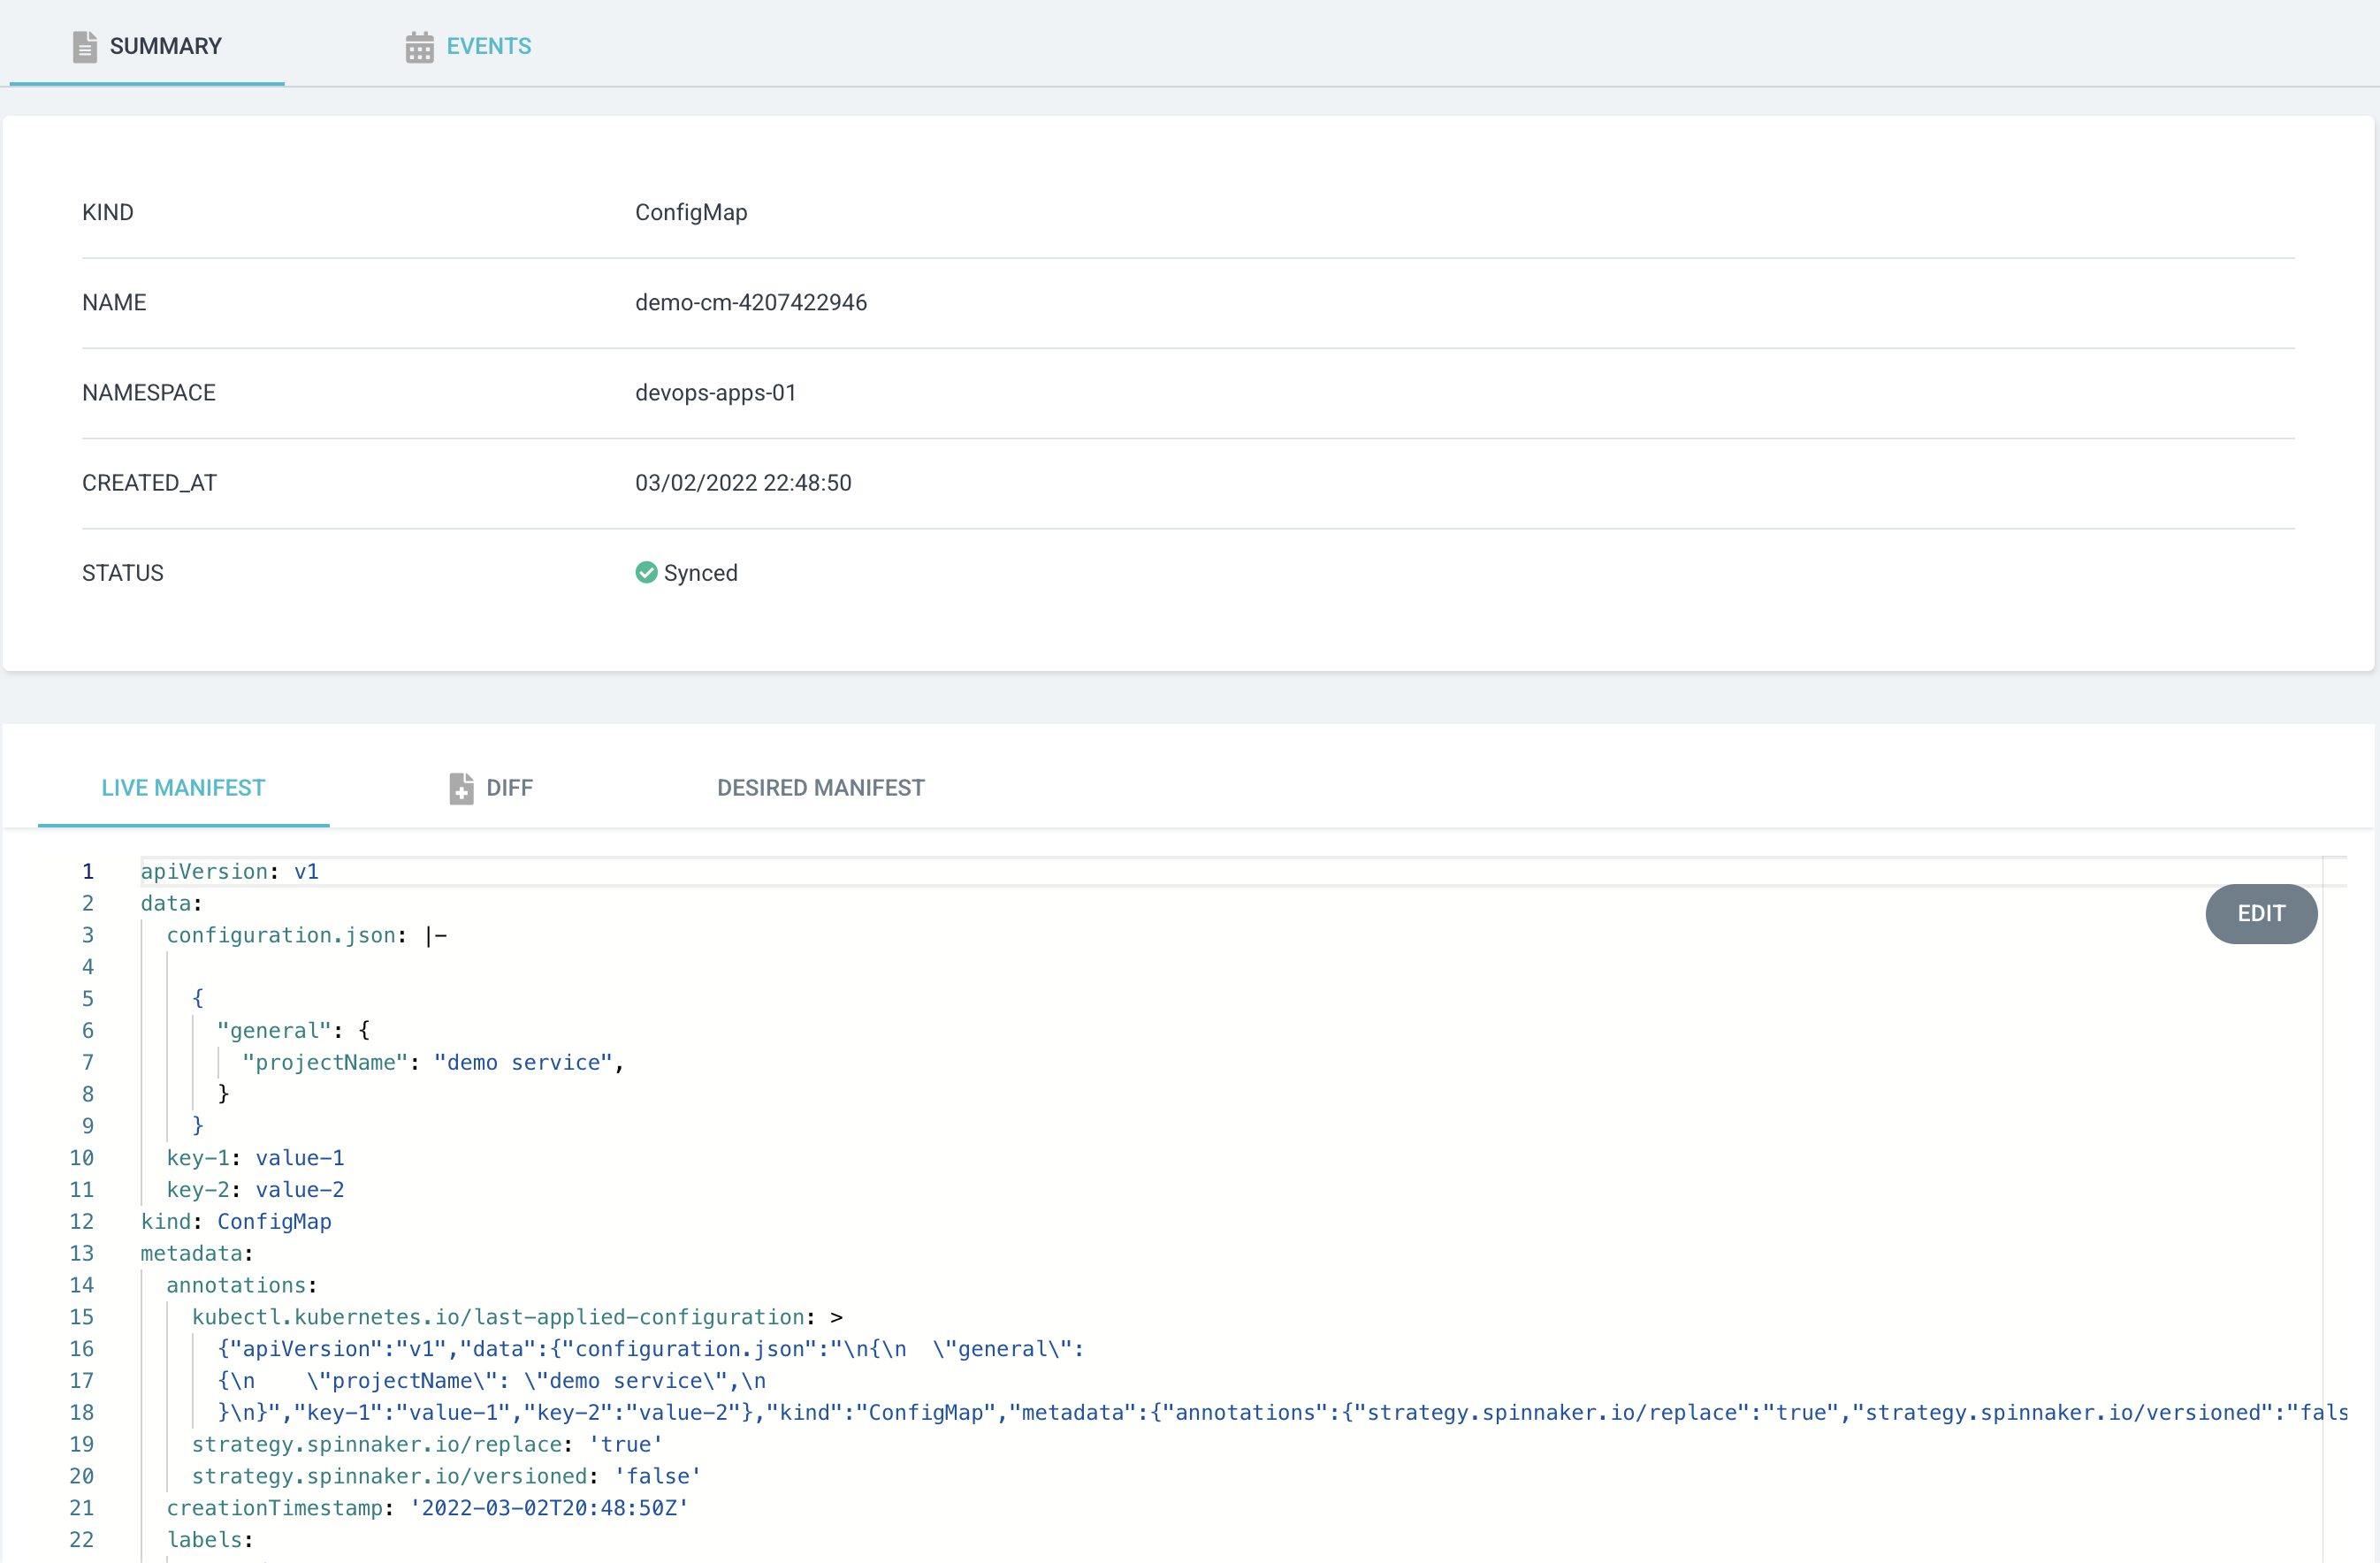 SUMMARY EVENTS
KIND ConfigMap
NAME demo-cm-4207422946
NAMESPACE devops-apps-01
CREATED_AT 03/02/2022 22:48:50
STATUS Synced
LIVE MANIFEST DIFF DESIRED MANIFEST
1 apiVersion: v1
EDIT
2 data:
3   configuration.json: |-
4
5     {
6       "general": {
7         "projectName": "demo service",
8       }
9     }
10   key-1: value-1
11   key-2: value-2
12 kind: ConfigMap
13 metadata:
14   annotations:
15     kubectl.kubernetes.io/last-applied-configuration: >
16       {"apiVersion":"v1","data":{"configuration.json":"\n{\n  \"general\":
17       {\n    \"projectName\": \"demo service\",\n
18       }\n}","key-1":"value-1","key-2":"value-2"},"kind":"ConfigMap","metadata":{"annotations":{"strategy.spinnaker.io/replace":"true","strategy.spinnaker.io/versioned":"fals
19     strategy.spinnaker.io/replace: 'true'
20     strategy.spinnaker.io/versioned: 'false'
21   creationTimestamp: '2022-03-02T20:48:50Z'
22   labels: